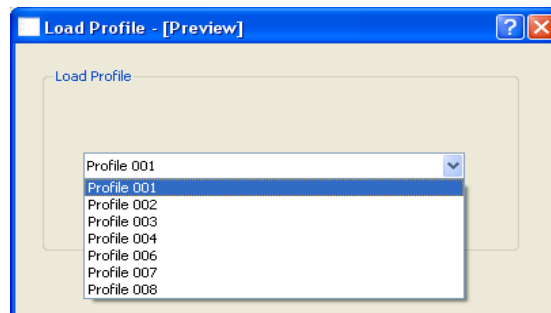 Load Profile - [Preview]
Load Profile
Profile 001
Profile 001
Profile 002
Profile 003
Profile 004
Profile 006
Profile 007
Profile 008